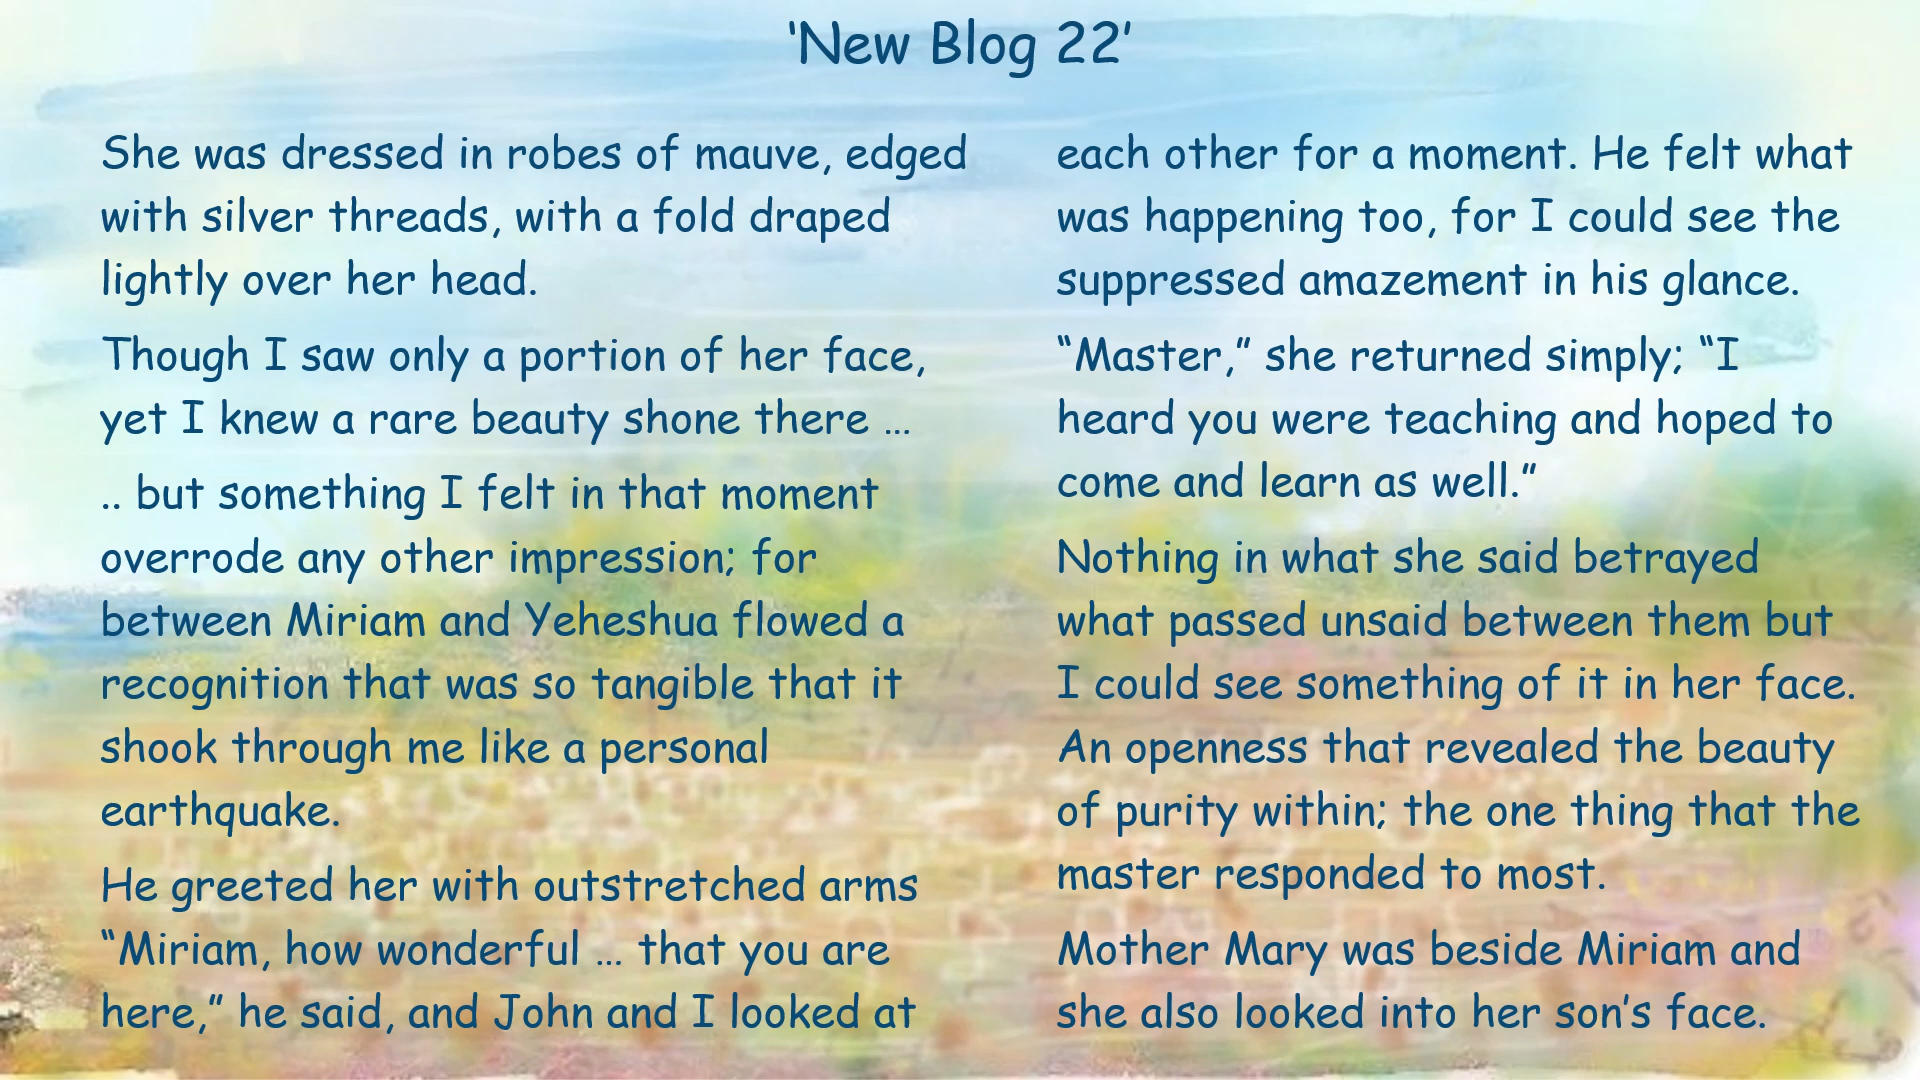 ‘New Blog 22’
She was dressed in robes of mauve, edged
with silver threads, with a fold draped
lightly over her head.
Though I saw only a portion of her face,
yet I knew a rare beauty shone there …
.. but something I felt in that moment
overrode any other impression; for
between Miriam and Yeheshua flowed a
recognition that was so tangible that it
shook through me like a personal
earthquake.
He greeted her with outstretched arms
“Miriam, how wonderful … that you are
here,” he said, and John and I looked at
each other for a moment. He felt what
was happening too, for I could see the
suppressed amazement in his glance.
“Master,” she returned simply; “I
heard you were teaching and hoped to
come and learn as well.”
Nothing in what she said betrayed
what passed unsaid between them but
I could see something of it in her face.
An openness that revealed the beauty
of purity within; the one thing that the
master responded to most.
Mother Mary was beside Miriam and
she also looked into her son’s face.